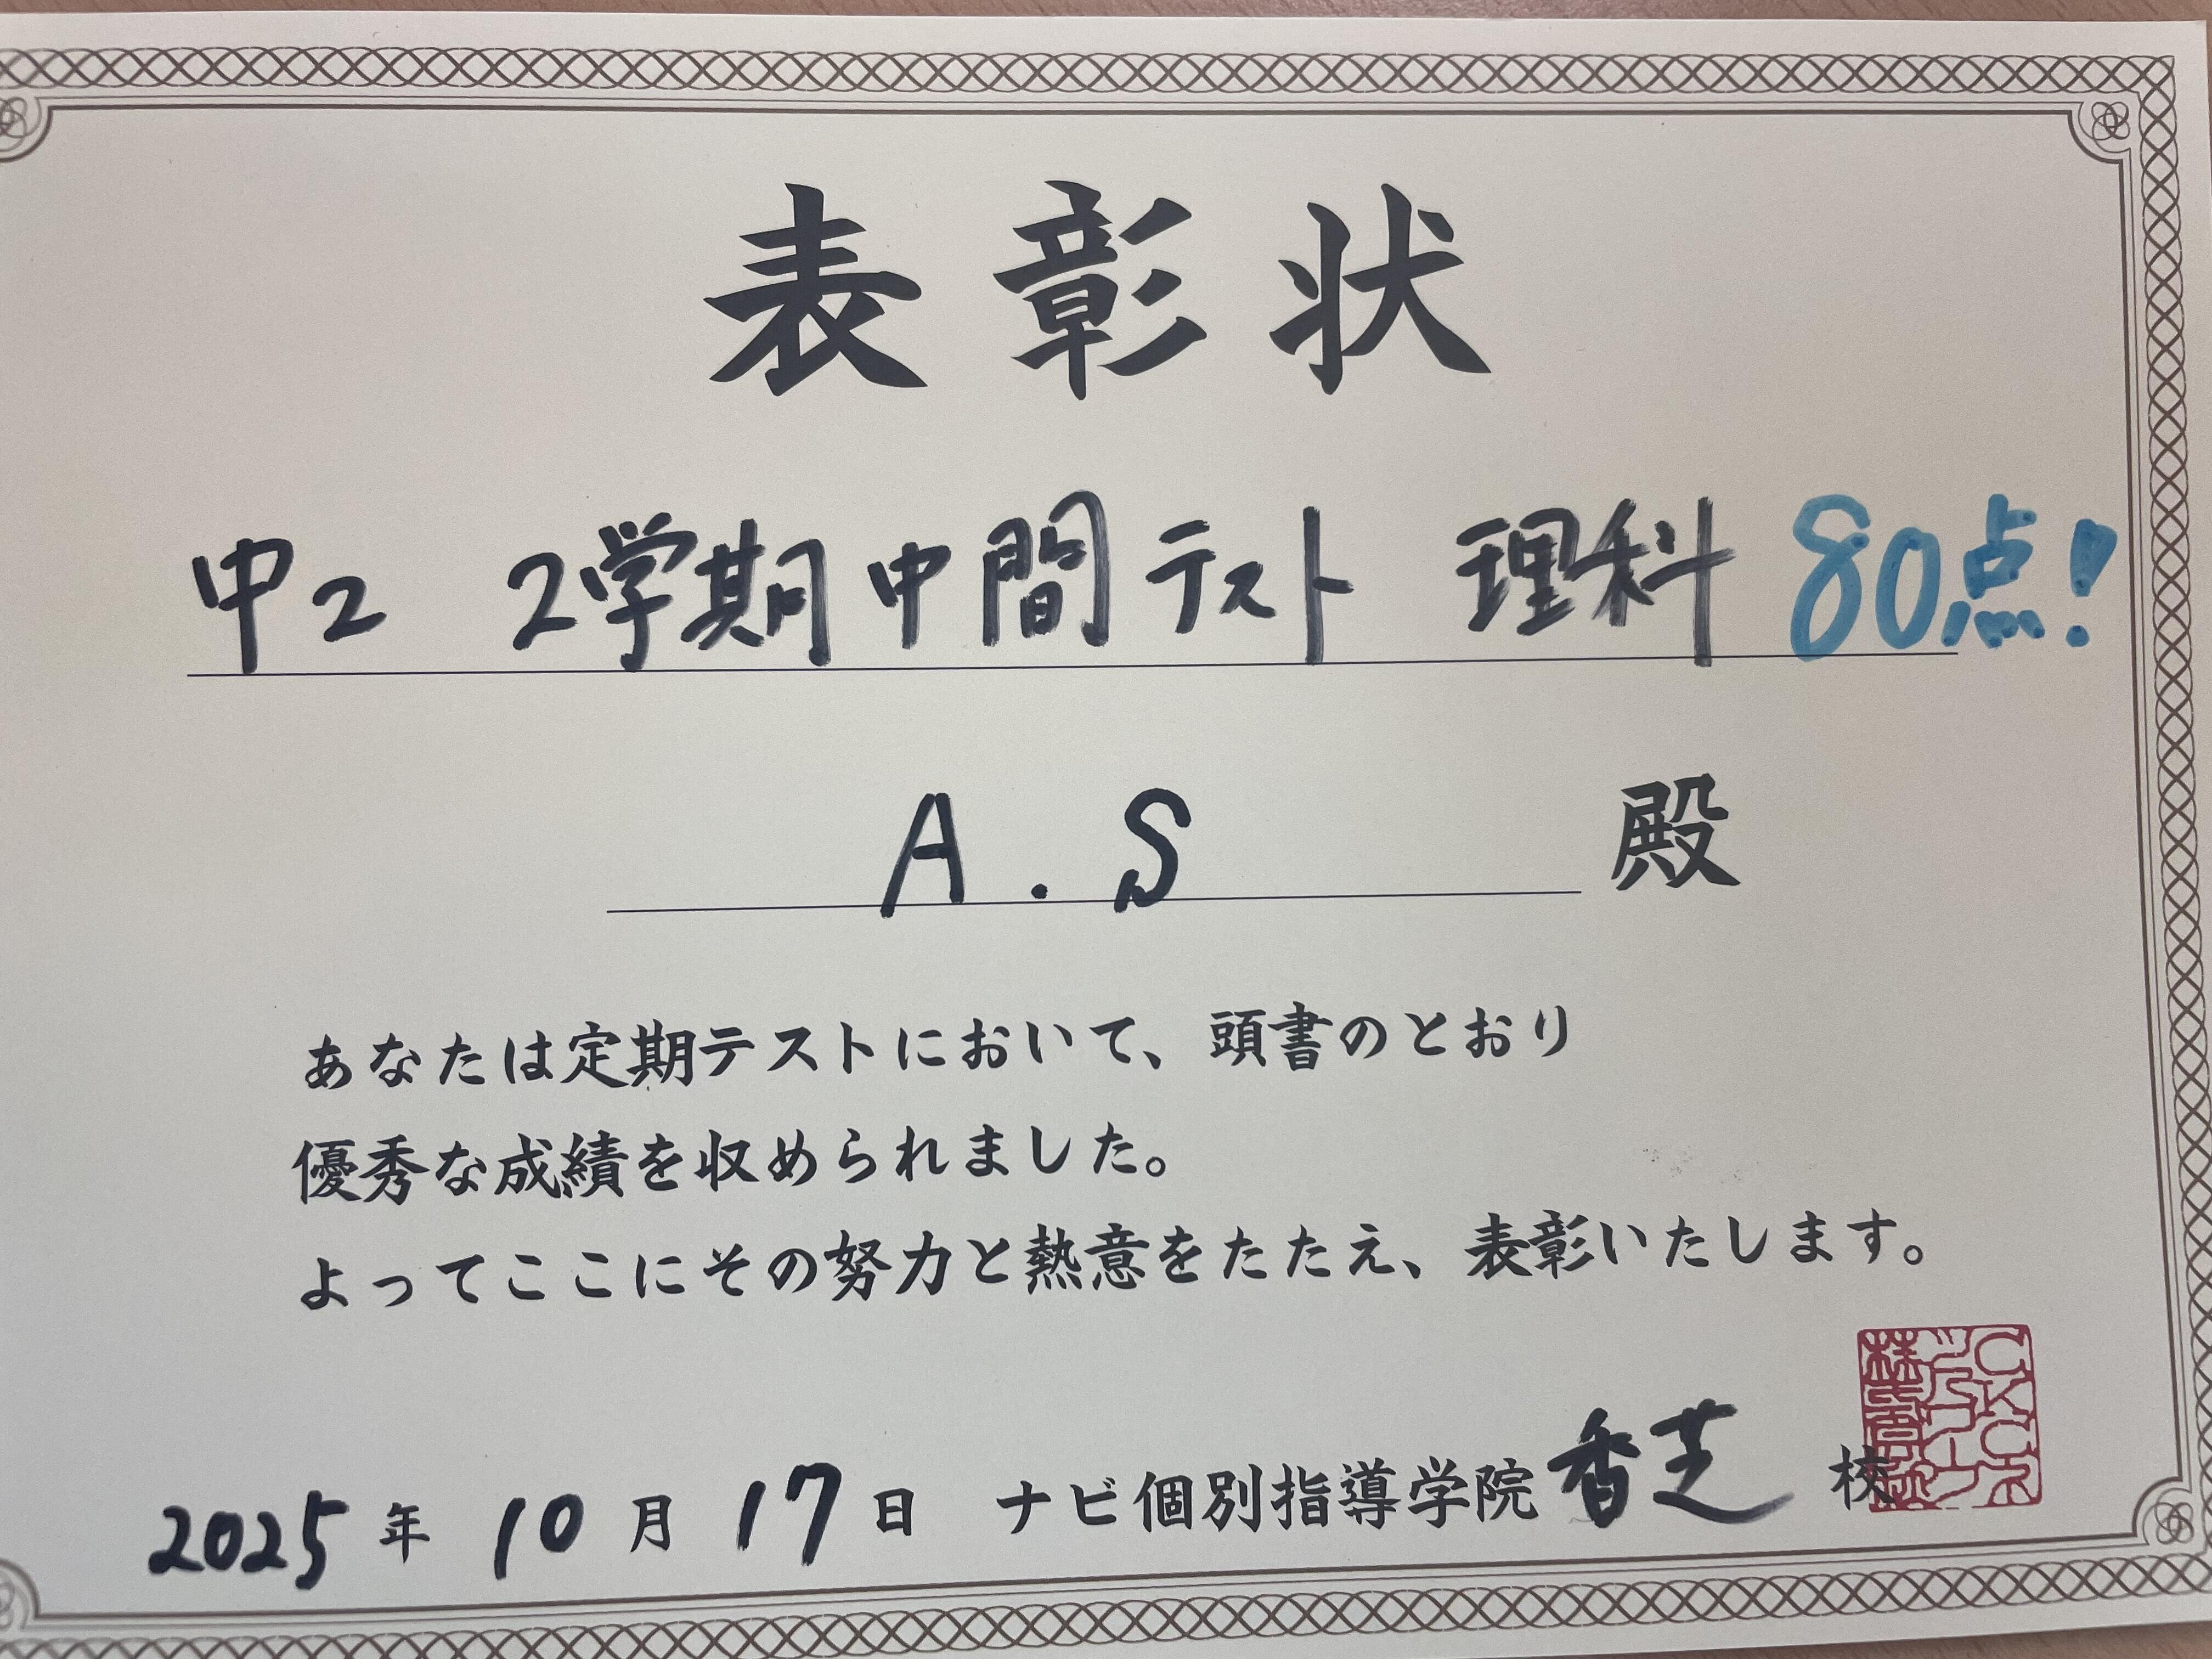 表彰状
中2 2学期中間テスト 理科 80点!
A.S 殿
あなたは定期テストにおいて、頭書のとおり
優秀な成績を収められました。
よってここにその努力と熱意をたたえ、表彰いたします。
2025年 10月 17日 ナビ個別指導学院 香芝 校